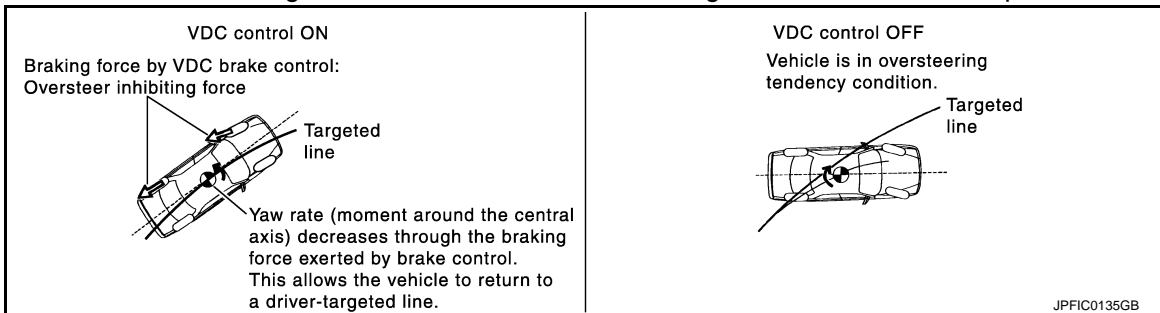 VDC control ON
Braking force by VDC brake control:
Oversteer inhibiting force
Targeted
line
Yaw rate (moment around the central
axis) decreases through the braking
force exerted by brake control.
This allows the vehicle to return to
a driver-targeted line.
VDC control OFF
Vehicle is in oversteering
tendency condition.
Targeted
line
JPFIC0135GB